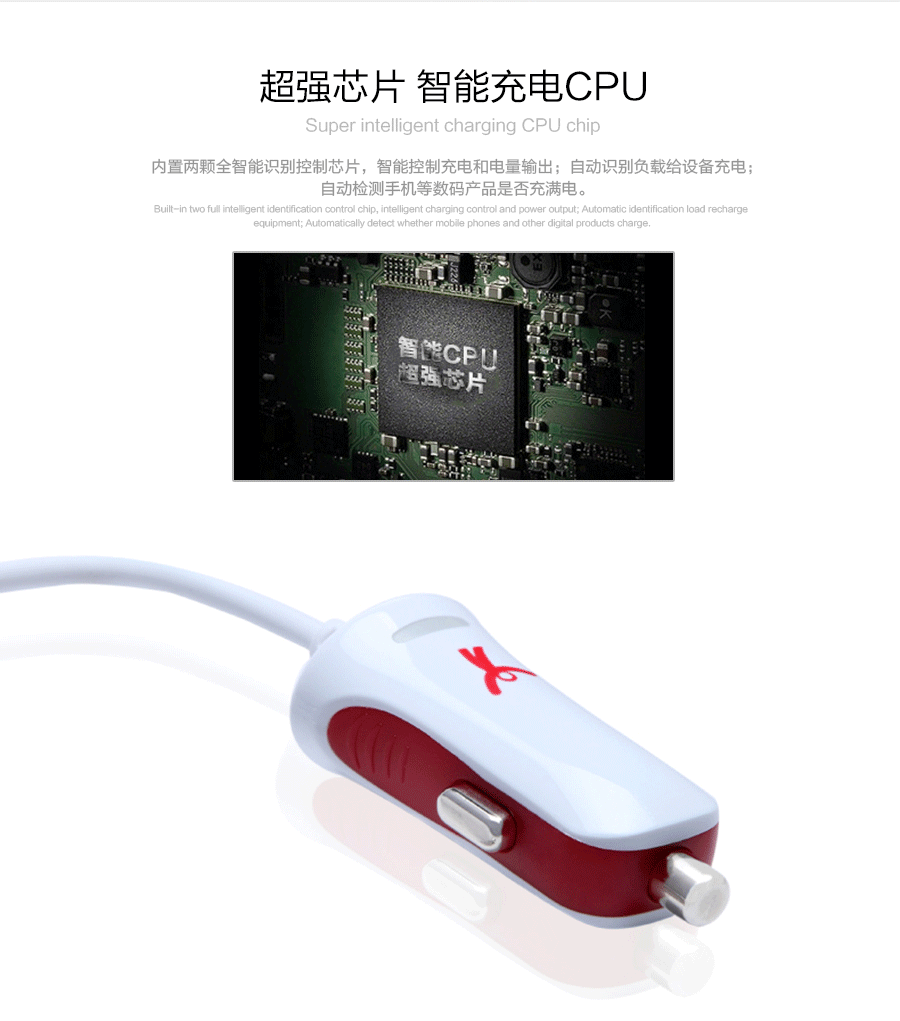 超强芯片 智能充电CPU
Super intelligent charging CPU chip
内置两颗全智能识别控制芯片，智能控制充电和电量输出；自动识别负载给设备充电；
自动检测手机等数码产品是否充满电。
Built-in two full intelligent identification control chip, intelligent charging control and power output; Automatic identification load recharge
equipment; Automatically detect whether mobile phones and other digital products charge.
智能CPU
超强芯片